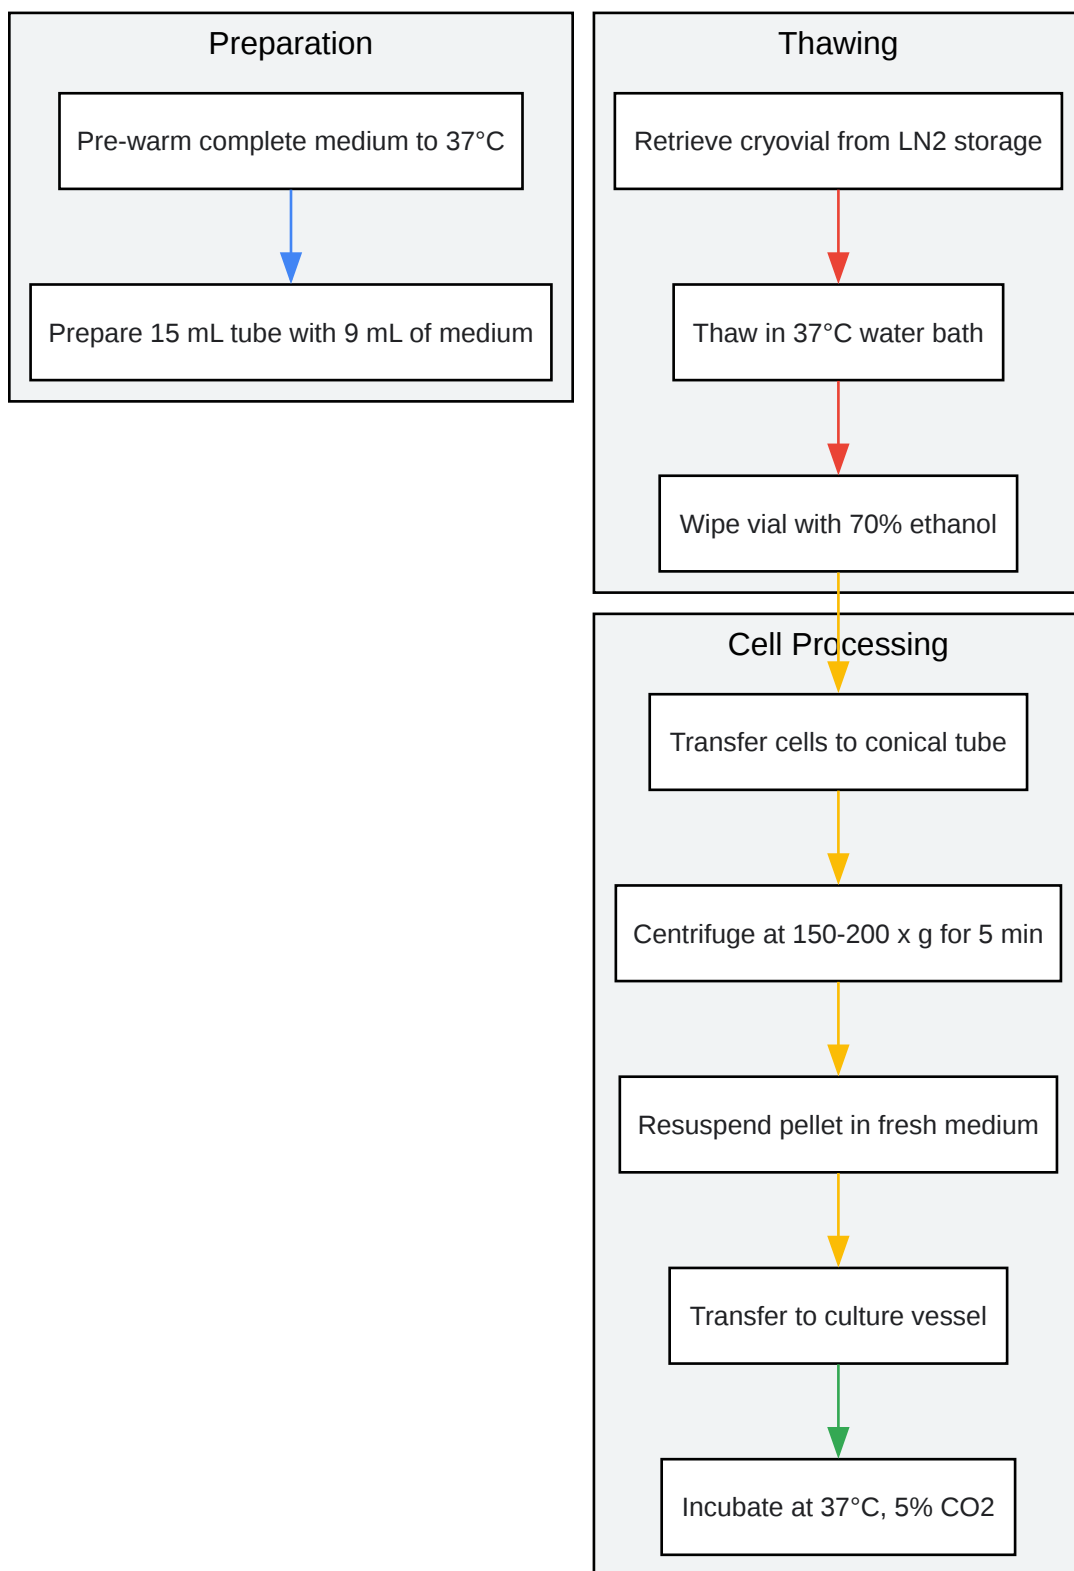 Preparation
Pre-warm complete medium to 37°C
Prepare 15 mL tube with 9 mL of medium
Thawing
Retrieve cryovial from LN2 storage
Thaw in 37°C water bath
Wipe vial with 70% ethanol
Cell Processing
Transfer cells to conical tube
Centrifuge at 150-200 x g for 5 min
Resuspend pellet in fresh medium
Transfer to culture vessel
Incubate at 37°C, 5% CO2